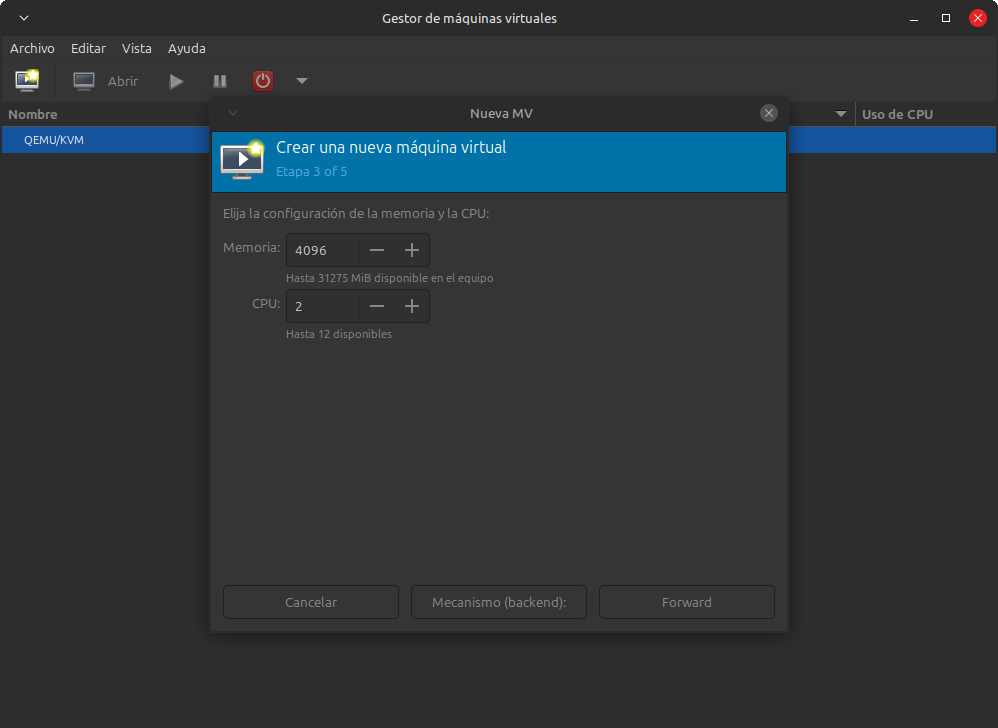 Gestor de máquinas virtuales
Archivo Editar Vista Ayuda
Abrir
Nombre
Uso de CPU
QEMU/KVM
Nueva MV
Crear una nueva máquina virtual
Etapa 3 of 5
Elija la configuración de la memoria y la CPU:
Memoria: 4096
Hasta 31275 MiB disponible en el equipo
CPU: 2
Hasta 12 disponibles
Cancelar Mecanismo (backend): Forward